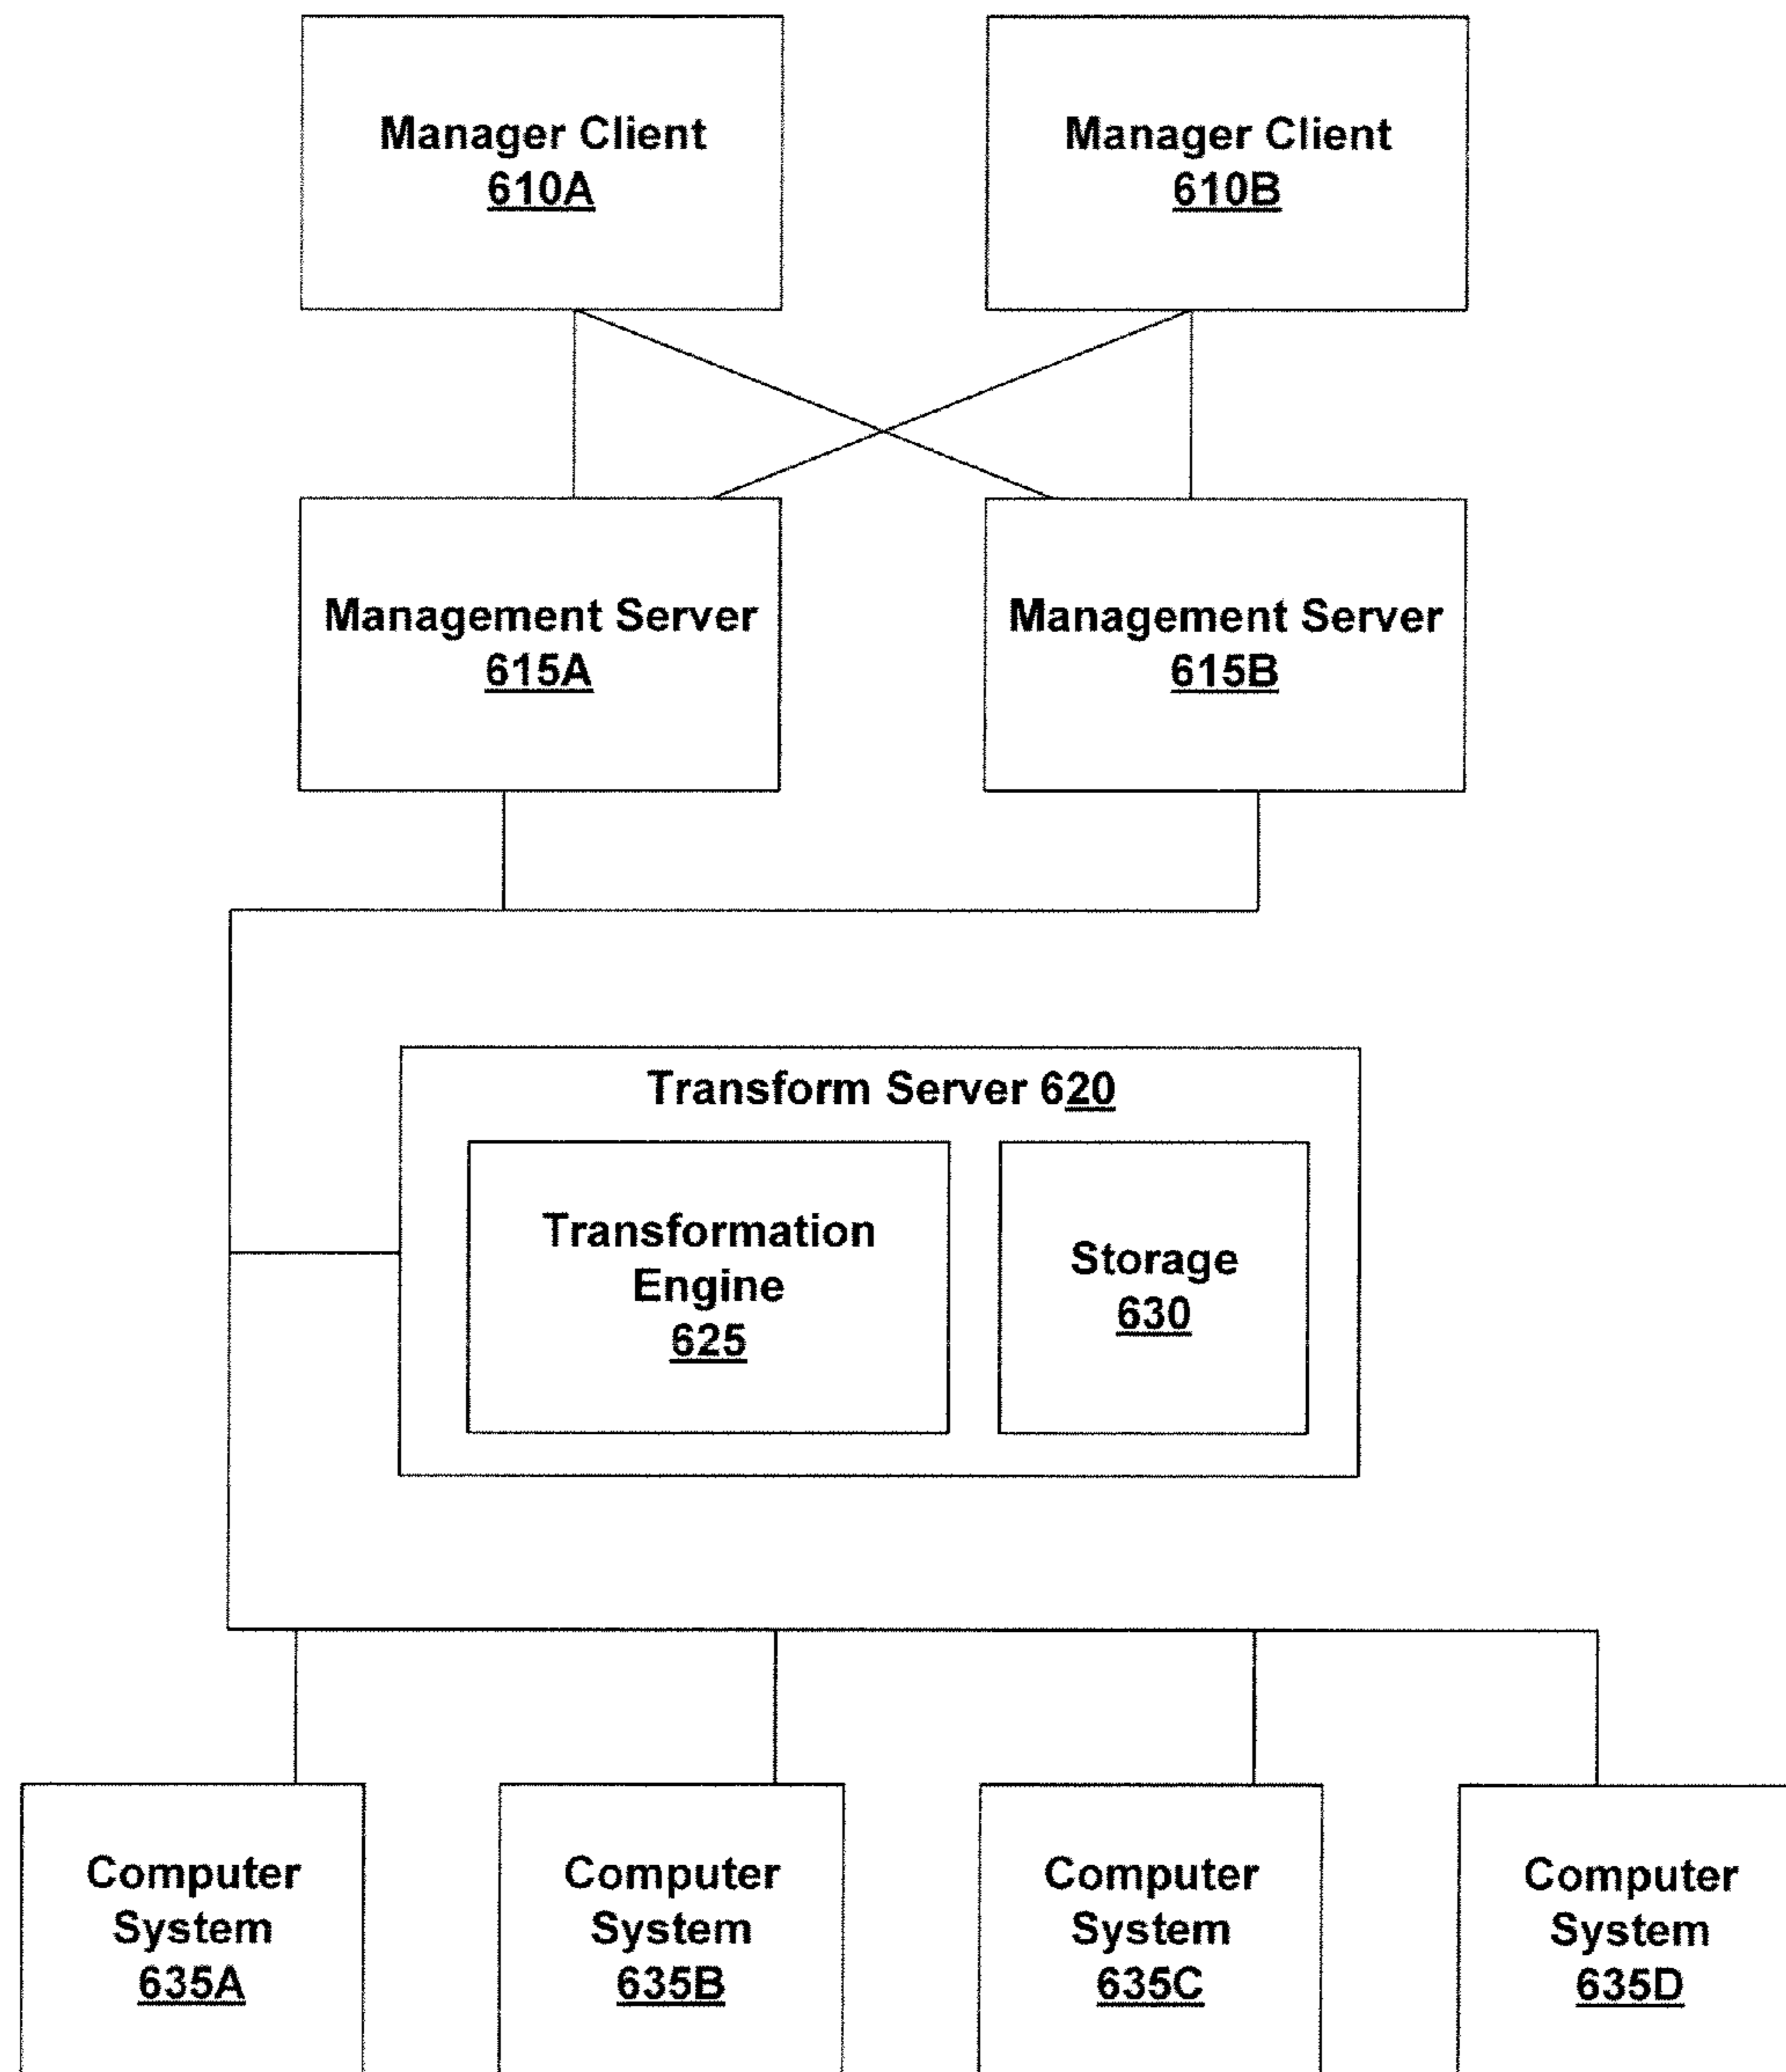 Manager Client
610A
Manager Client
610B
Management Server
615A
Management Server
615B
Transform Server 620
Transformation
Engine
625
Storage
630
Computer
System
635A
Computer
System
635B
Computer
System
635C
Computer
System
635D